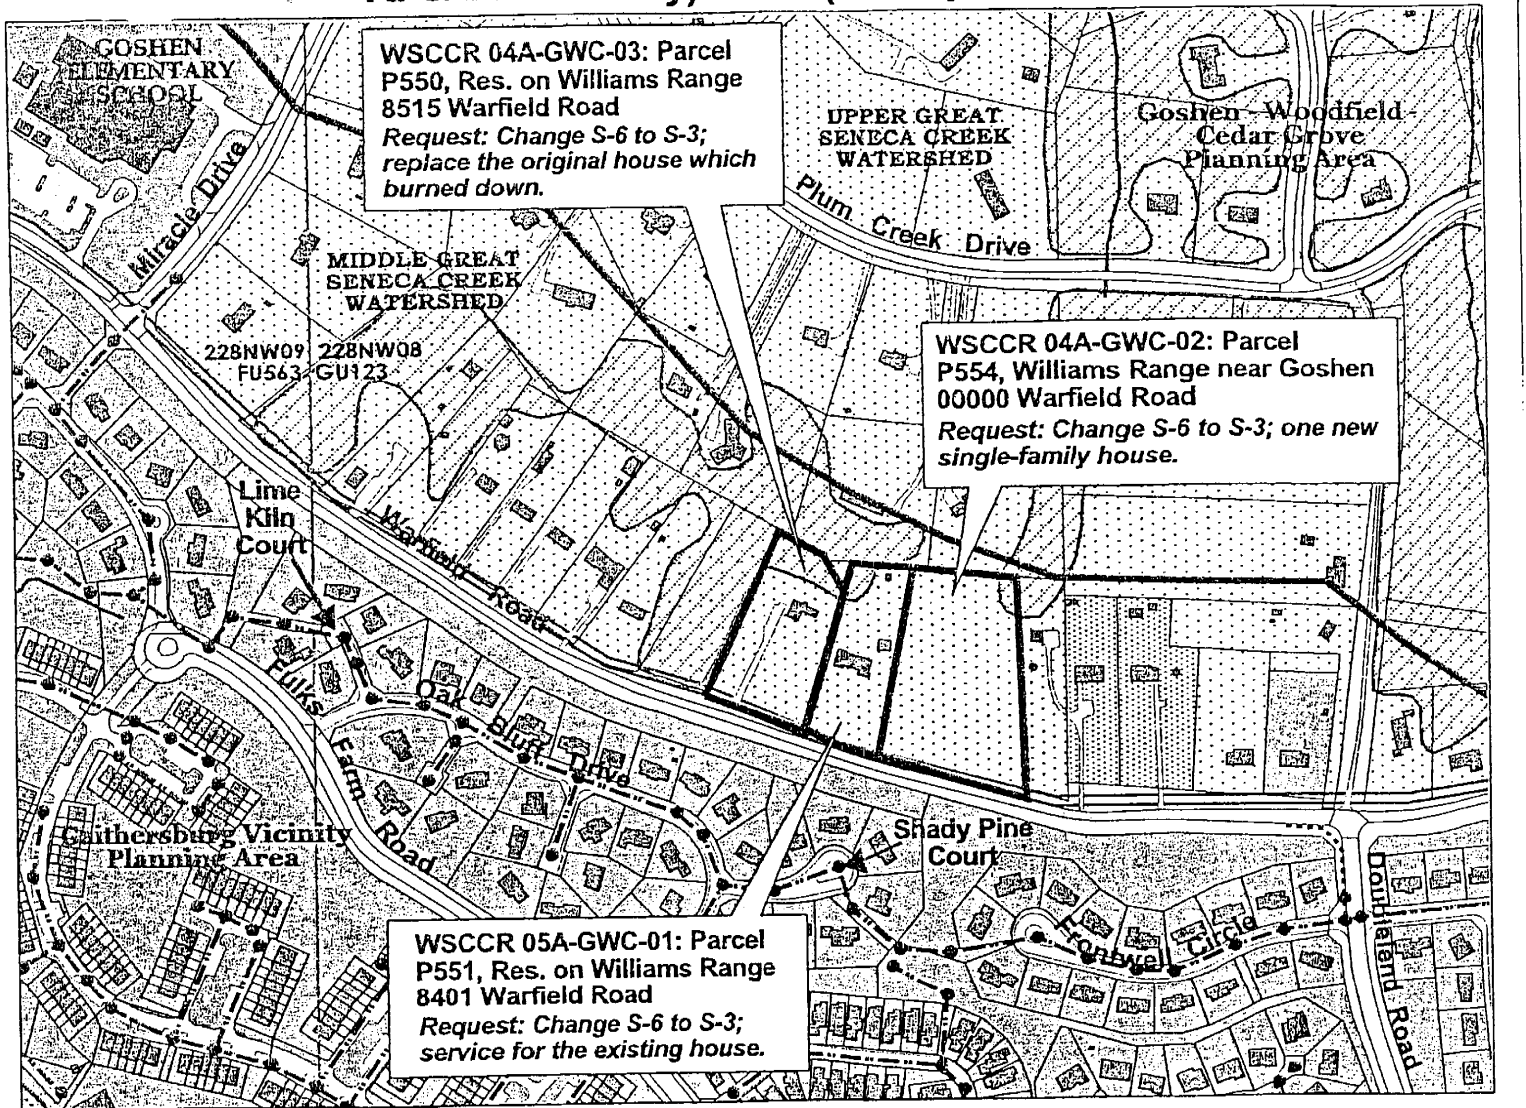 GOSHEN
ELEMENTARY
SCHOOL
WSCCR 04A-GWC-03: Parcel
P550, Res. on Williams Range
8515 Warfield Road
Request: Change S-6 to S-3;
replace the original house which
burned down.
UPPER GREAT
SENECA CREEK
WATERSHED
Goshen - Woodfield -
Cedar Grove
Planning Area
Miracle Drive
Plum Creek Drive
MIDDLE GREAT
SENECA CREEK
WATERSHED
228NW09 228NW08
FU563 GU123
WSCCR 04A-GWC-02: Parcel
P554, Williams Range near Goshen
00000 Warfield Road
Request: Change S-6 to S-3; one new
single-family house.
Lime
Kiln
Court
Warfield Road
Fulks Farm Road
Oak Bluff Drive
Gaithersburg Vicinity
Planning Area
Shady Pine
Court
Doubleland Road
Frontwell Circle
WSCCR 05A-GWC-01: Parcel
P551, Res. on Williams Range
8401 Warfield Road
Request: Change S-6 to S-3;
service for the existing house.